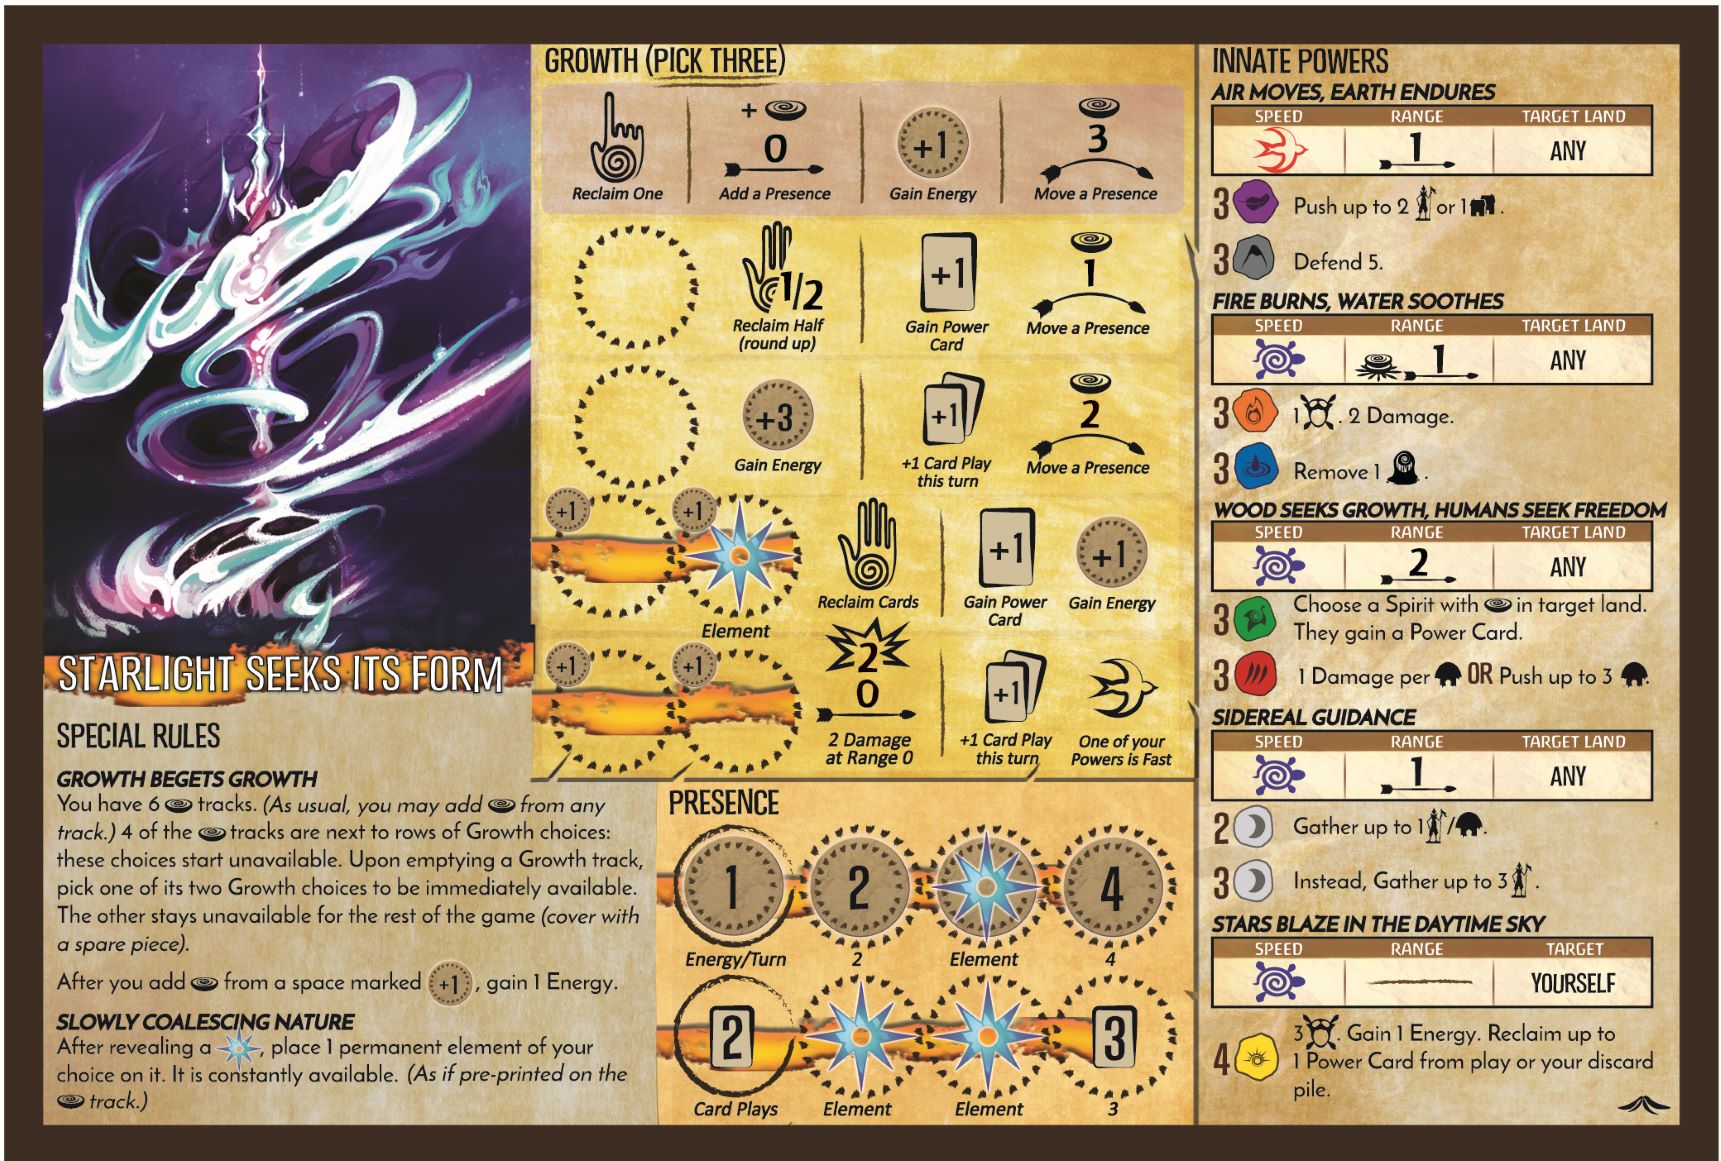 STARLIGHT SEEKS ITS FORM
SPECIAL RULES
GROWTH BEGETS GROWTH
You have 6 tracks. (As usual, you may add from any
track.) 4 of the tracks are next to rows of Growth choices:
these choices start unavailable. Upon emptying a Growth track,
pick one of its two Growth choices to be immediately available.
The other stays unavailable for the rest of the game (cover with
a spare piece).
After you add from a space marked +1, gain 1 Energy.
SLOWLY COALESCING NATURE
After revealing a , place 1 permanent element of your
choice on it. It is constantly available. (As if pre-printed on the
track.)
GROWTH (PICK THREE)
+ 0 +1 3
Reclaim One Add a Presence Gain Energy Move a Presence
1/2 +1 1
Reclaim Half Gain Power Move a Presence
(round up) Card
+3 +1 2
Gain Energy +1 Card Play Move a Presence
this turn
+1 +1 +1 +1
Reclaim Cards Gain Power Gain Energy
Card
Element
+1 +1 2 +1
0
2 Damage +1 Card Play One of your
at Range 0 this turn Powers is Fast
PRESENCE
1 2 4
Energy/Turn 2 Element 4
2 3
Card Plays Element Element 3
INNATE POWERS
AIR MOVES, EARTH ENDURES
SPEED RANGE TARGET LAND
1 ANY
3 Push up to 2 or 1 .
3 Defend 5.
FIRE BURNS, WATER SOOTHES
SPEED RANGE TARGET LAND
1 ANY
3 1 . 2 Damage.
3 Remove 1 .
WOOD SEEKS GROWTH, HUMANS SEEK FREEDOM
SPEED RANGE TARGET LAND
2 ANY
3 Choose a Spirit with in target land.
They gain a Power Card.
3 1 Damage per OR Push up to 3 .
SIDEREAL GUIDANCE
SPEED RANGE TARGET LAND
1 ANY
2 Gather up to 1 / .
3 Instead, Gather up to 3 .
STARS BLAZE IN THE DAYTIME SKY
SPEED RANGE TARGET
YOURSELF
4 3 . Gain 1 Energy. Reclaim up to
1 Power Card from play or your discard
pile.